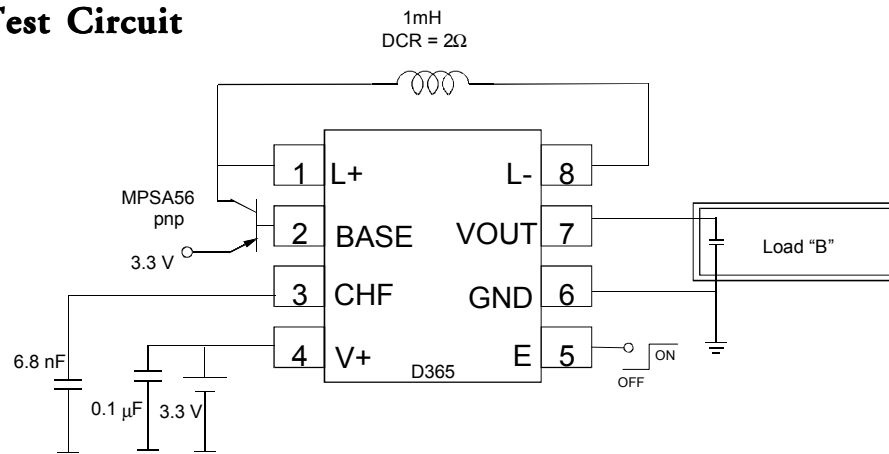 Test Circuit
1mH
DCR = 2Ω
1
L+
L-
8
MPSA56
pnp
2
BASE
VOUT
7
Load “B”
3.3 V
3
CHF
GND
6
4
V+
E
5
ON
OFF
D365
6.8 nF
0.1 μF
3.3 V